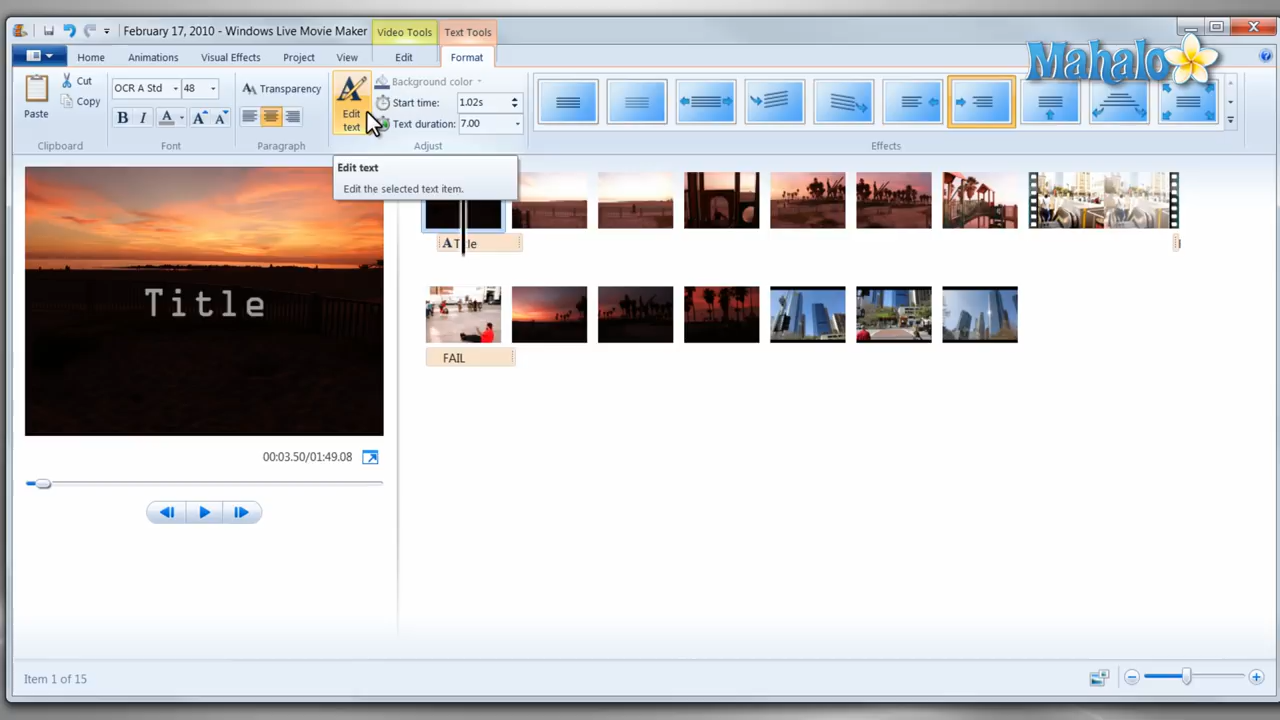 February 17, 2010 - Windows Live Movie Maker
Video Tools
Text Tools
Home
Animations
Visual Effects
Project
View
Edit
Format
Mahalo
Paste
Cut
Copy
Clipboard
OCR A Std
48
B I A A A
Font
Transparency
Paragraph
Edit
text
Background color
Start time: 1.02s
Text duration: 7.00
Adjust
Effects
Edit text
Edit the selected text item.
Title
A Title
FAIL
00:03.50/01:49.08
Item 1 of 15